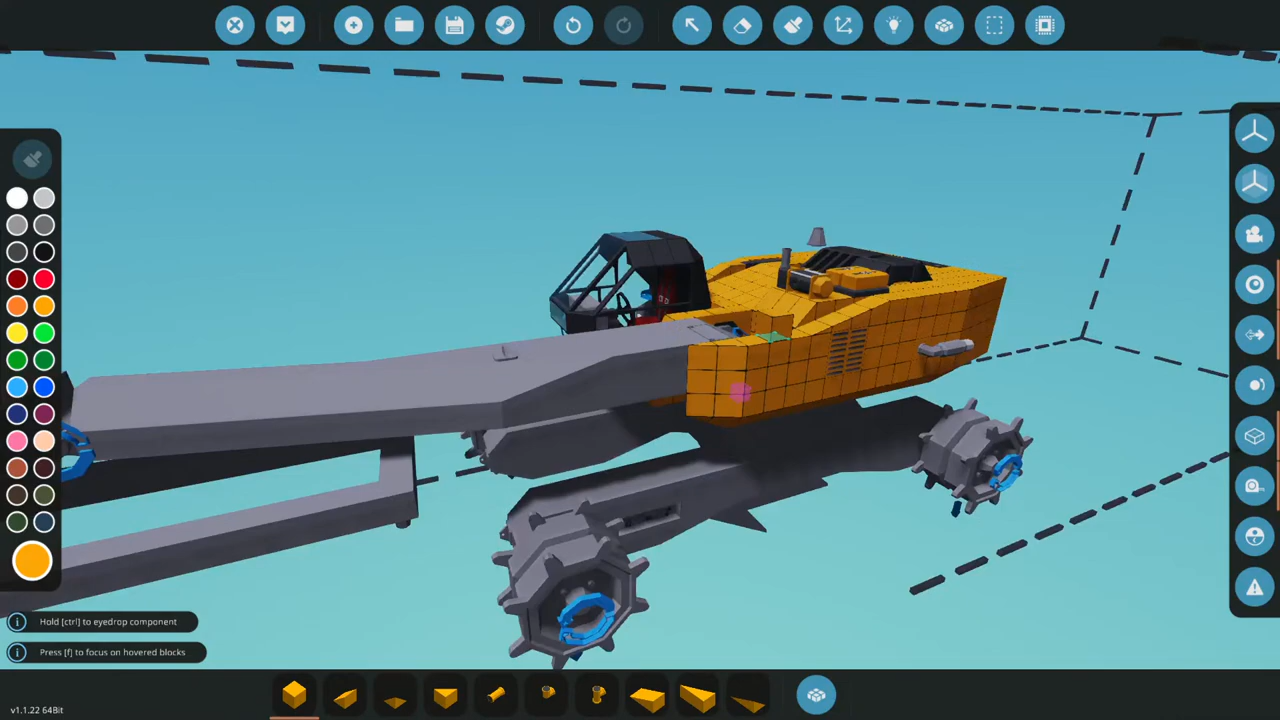 Hold [ctrl] to eyedrop component
Press [f] to focus on hovered blocks
v1.1.22 64Bit